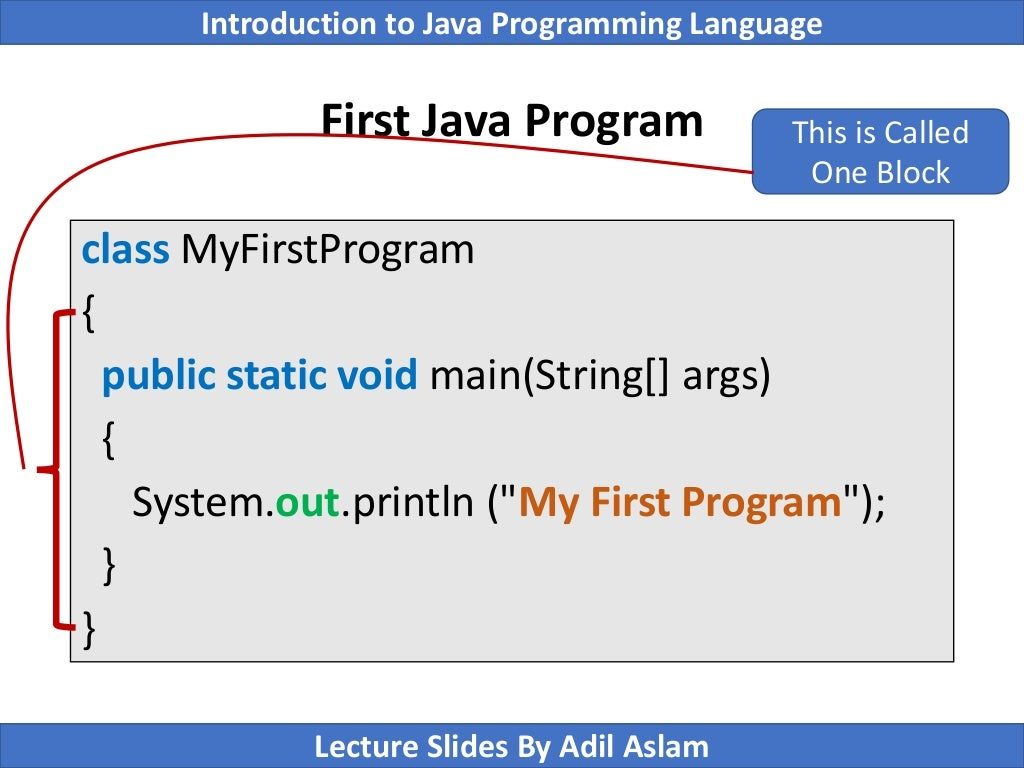 Introduction to Java Programming Language
First Java Program
This is Called
One Block
class MyFirstProgram
{
public static void main(String[] args)
{
System.out.println ("My First Program");
}
}
Lecture Slides By Adil Aslam